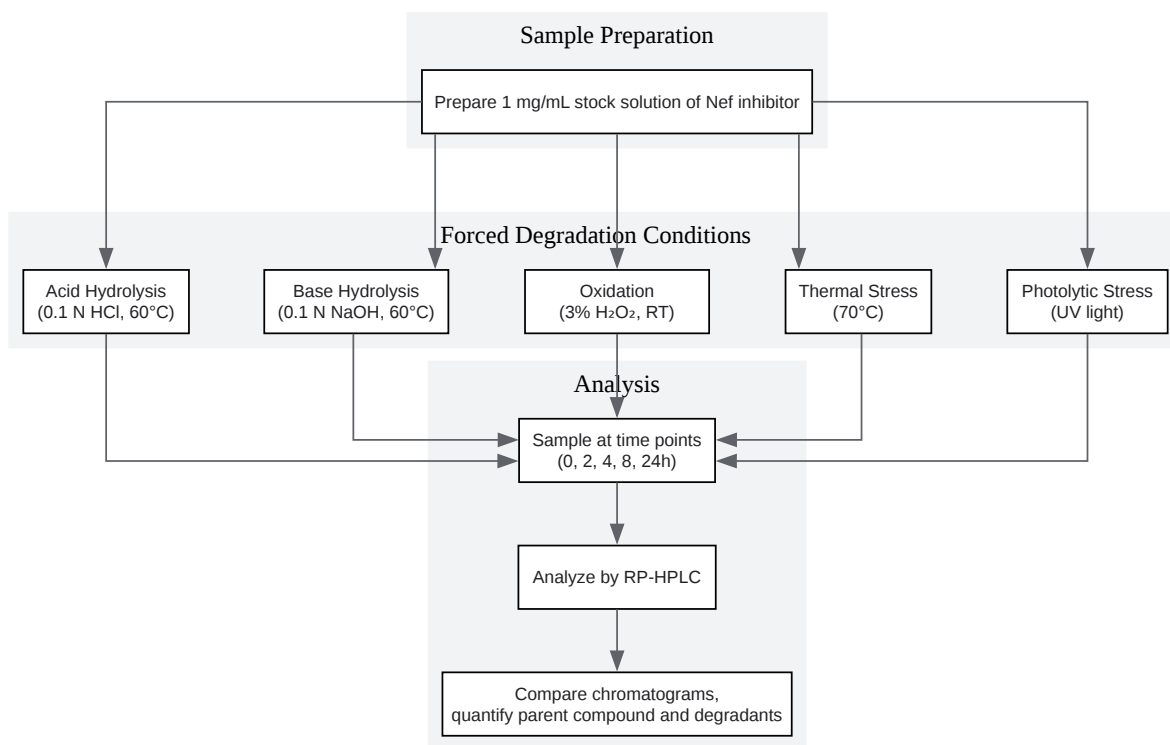 Sample Preparation
Prepare 1 mg/mL stock solution of Nef inhibitor
Forced Degradation Conditions
Acid Hydrolysis
(0.1 N HCl, 60°C)
Base Hydrolysis
(0.1 N NaOH, 60°C)
Oxidation
(3% H₂O₂, RT)
Thermal Stress
(70°C)
Photolytic Stress
(UV light)
Analysis
Sample at time points
(0, 2, 4, 8, 24h)
Analyze by RP-HPLC
Compare chromatograms,
quantify parent compound and degradants